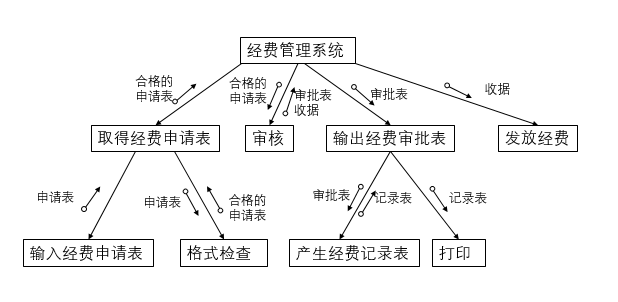 经费管理系统
合格的
申请表
合格的
申请表
审批表
收据
审批表
收据
取得经费申请表
审核
输出经费审批表
发放经费
申请表
申请表
合格的
申请表
审批表
记录表
记录表
输入经费申请表
格式检查
产生经费记录表
打印